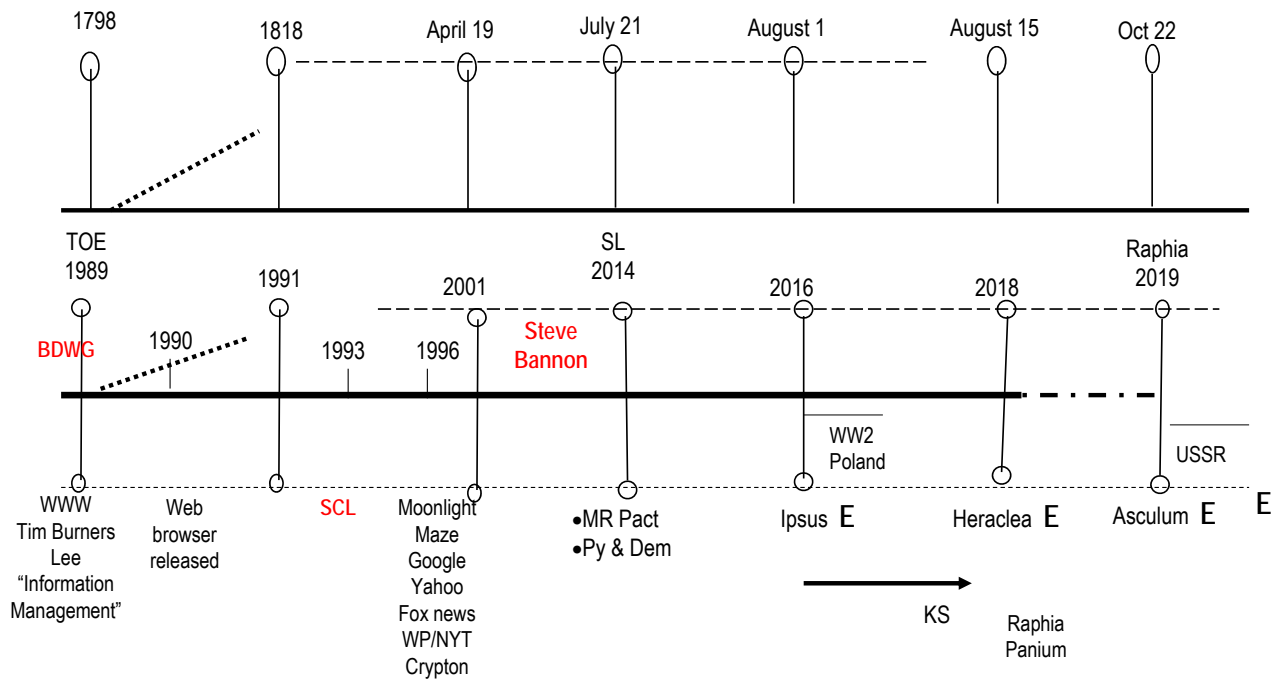 1798
1818
April 19
July 21
August 1
August 15
Oct 22
TOE
1989
1991
2001
SL
2014
2016
2018
Raphia
2019
BDWG
1990
1993
1996
Steve
Bannon
WW2
Poland
USSR
WWW
Tim Burners
Lee
“Information
Management”
Web
browser
released
SCL
Moonlight
Maze
Google
Yahoo
Fox news
WP/NYT
Crypton
•MR Pact
•Py & Dem
Ipsus E
Heraclea E
Asculum E
E
KS
Raphia
Panium